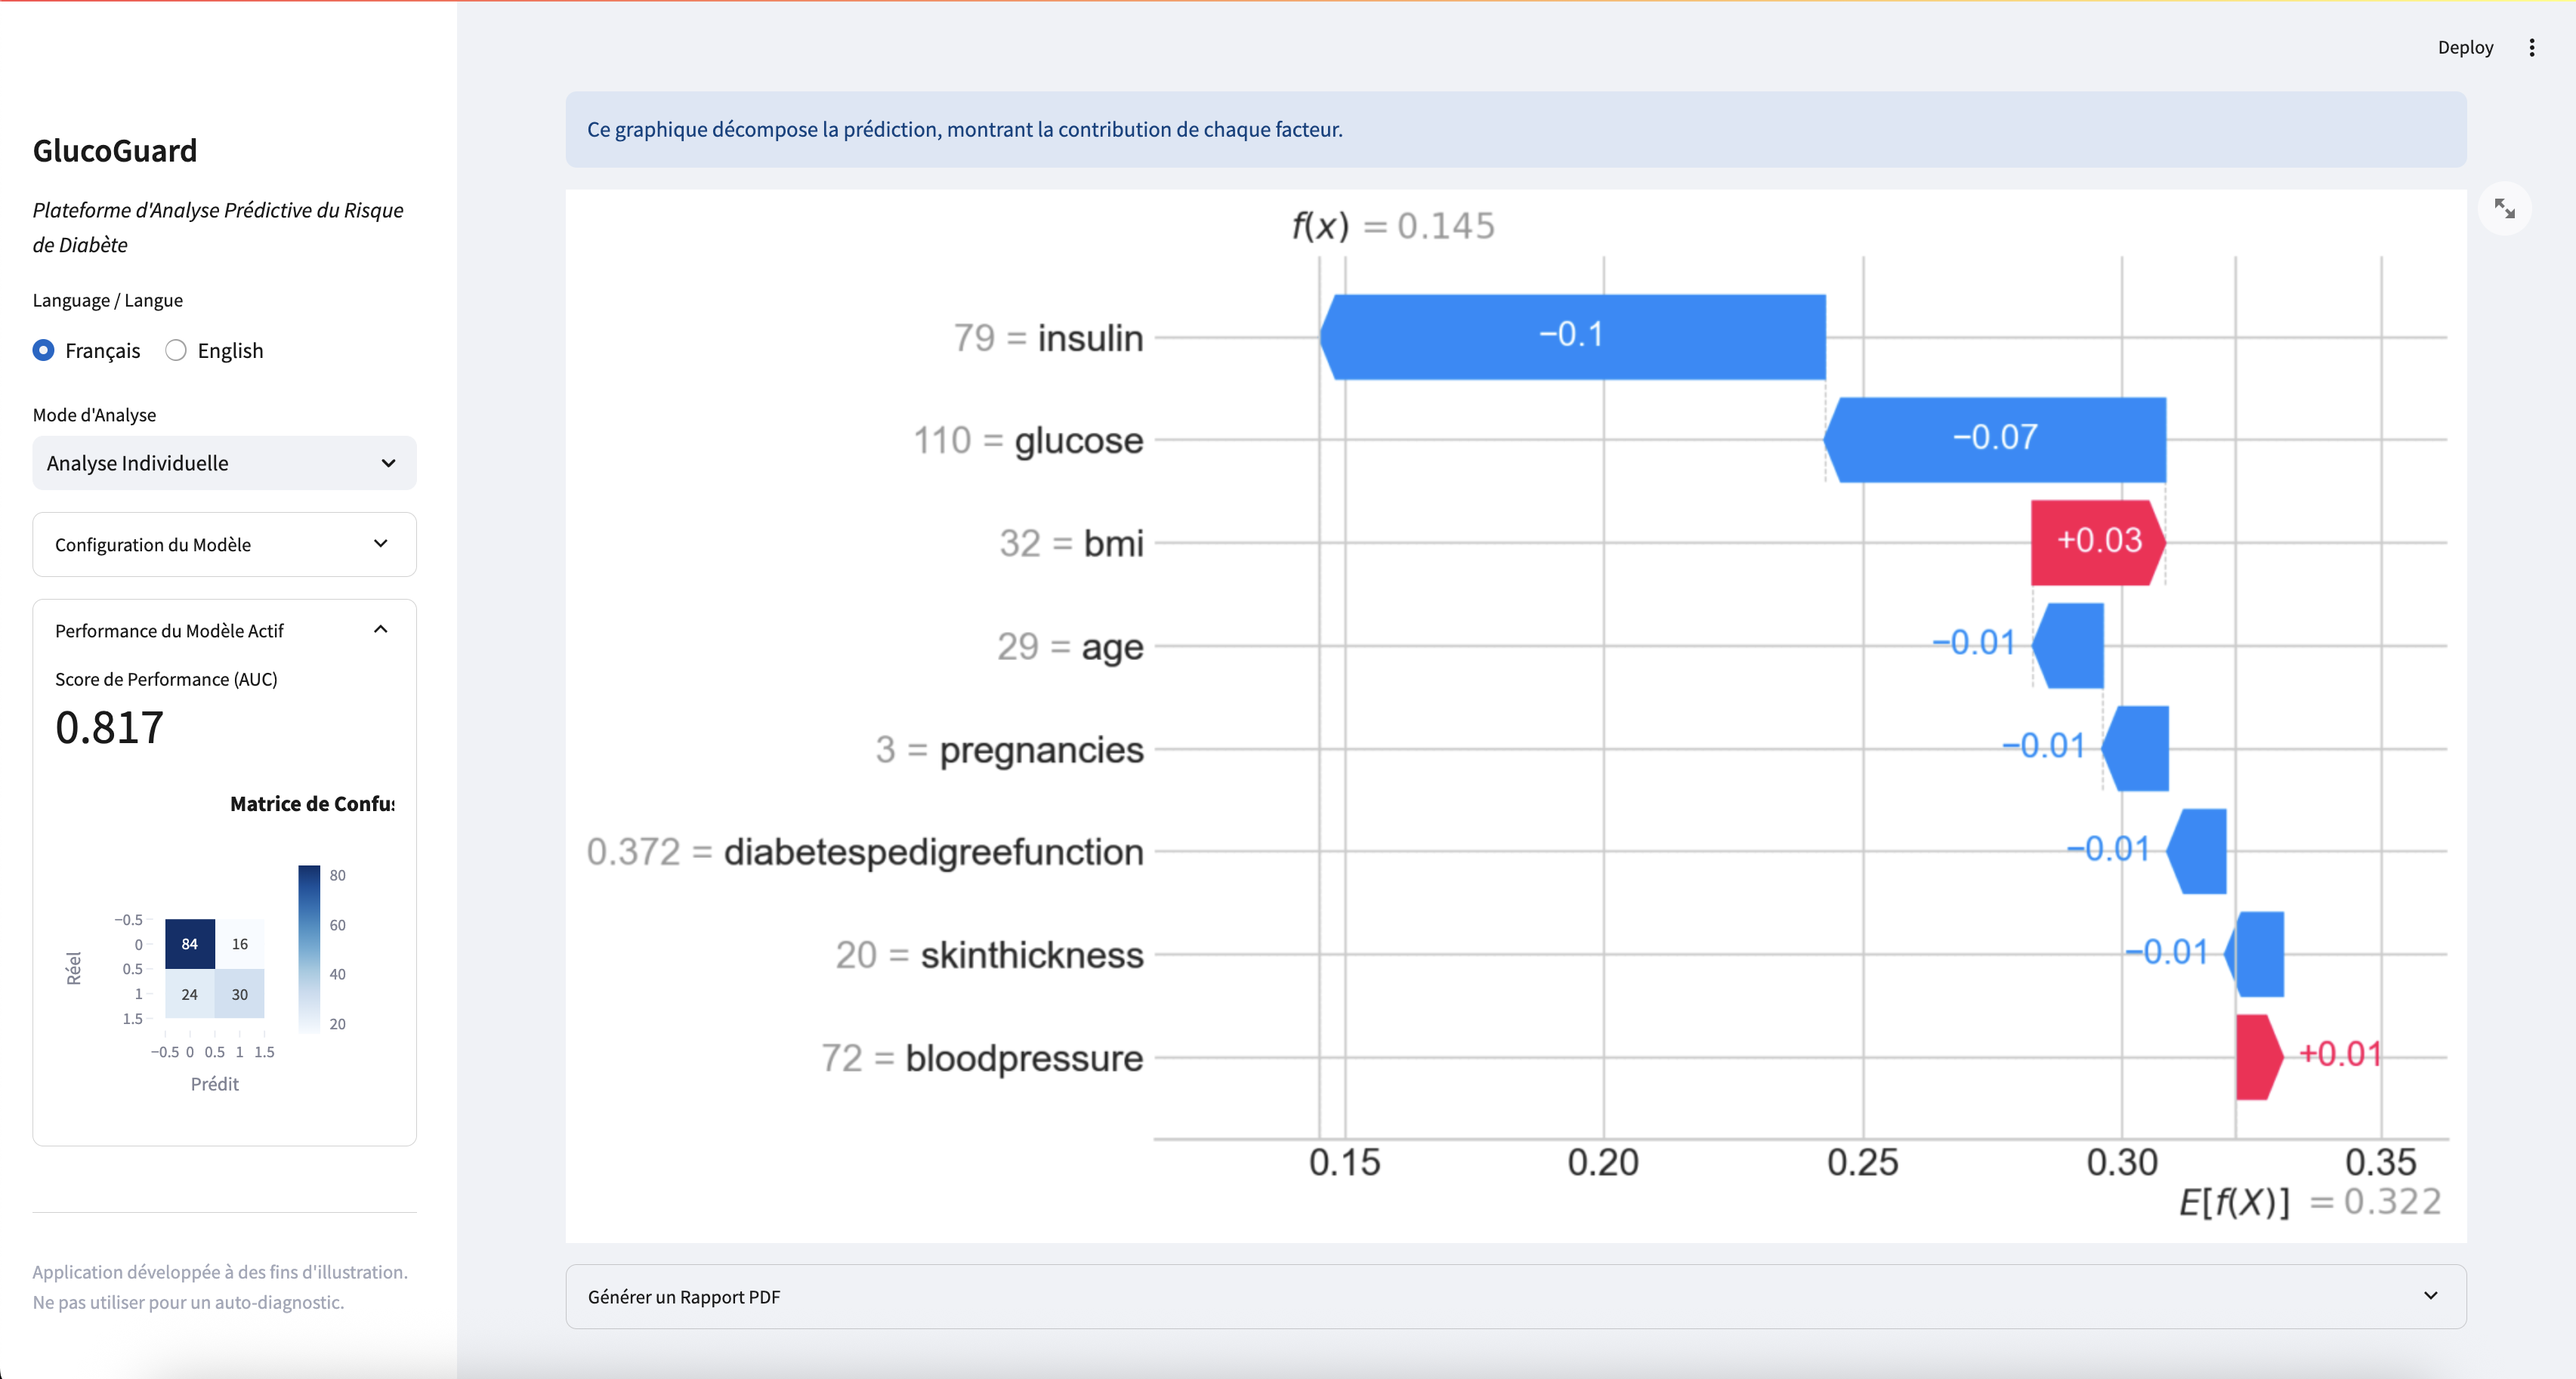 Deploy
GlucoGuard
Plateforme d'Analyse Prédictive du Risque
de Diabète
Language / Langue
Français English
Mode d'Analyse
Analyse Individuelle
Configuration du Modèle
Performance du Modèle Actif
Score de Performance (AUC)
0.817
Matrice de Confu
80
60
40
20
−0.5
0
0.5
1
1.5
84 16
24 30
Réel
−0.5 0 0.5 1 1.5
Prédit
Application développée à des fins d'illustration.
Ne pas utiliser pour un auto-diagnostic.
Ce graphique décompose la prédiction, montrant la contribution de chaque facteur.
f(x) = 0.145
79 = insulin −0.1
110 = glucose −0.07
32 = bmi +0.03
29 = age −0.01
3 = pregnancies −0.01
0.372 = diabetespedigreefunction −0.01
20 = skinthickness −0.01
72 = bloodpressure +0.01
0.15 0.20 0.25 0.30 0.35
E[f(X)] = 0.322
Générer un Rapport PDF